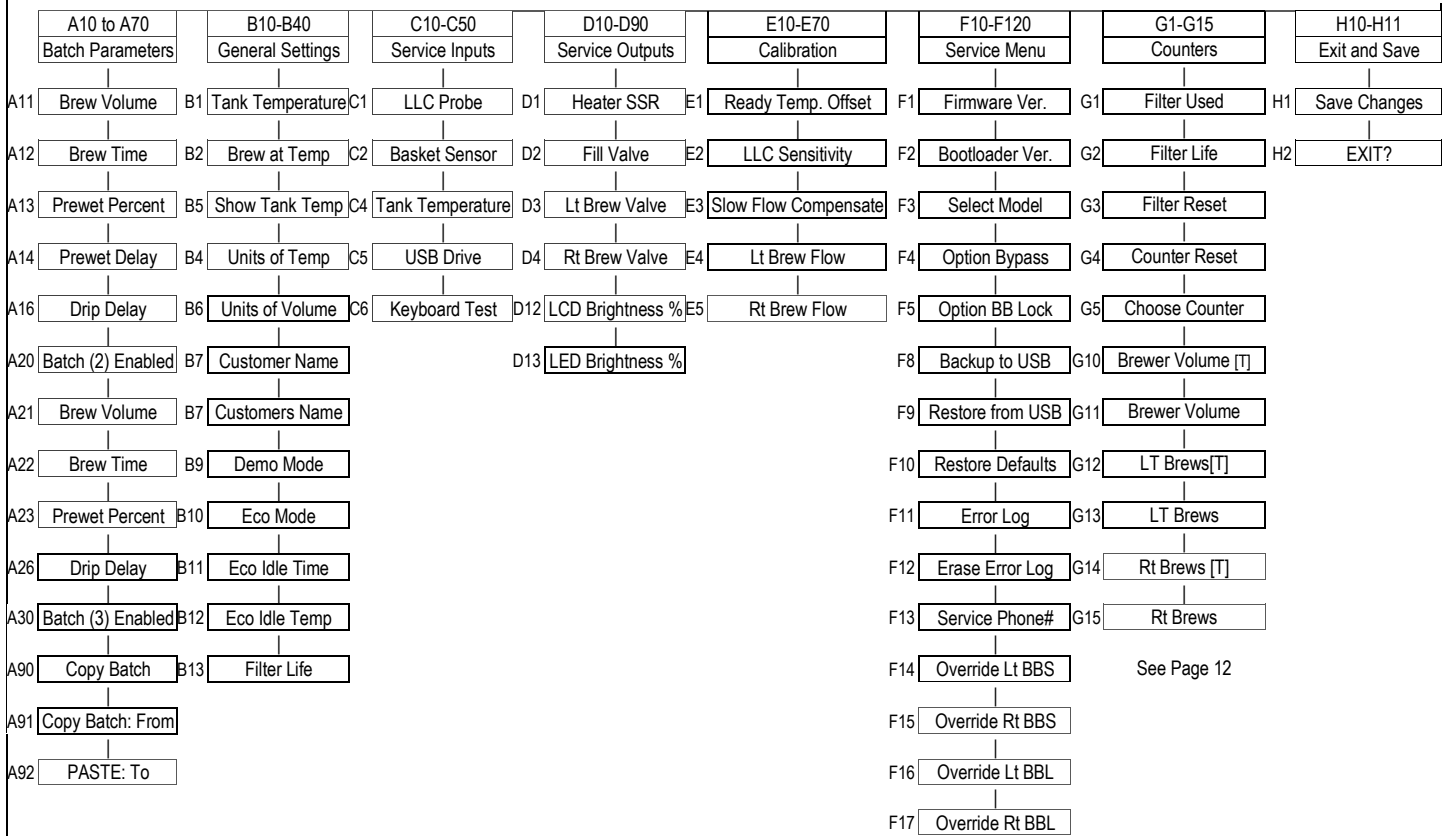 A10 to A70 B10-B40 C10-C50 D10-D90 E10-E70 F10-F120 G1-G15 H10-H11
Batch Parameters General Settings Service Inputs Service Outputs Calibration Service Menu Counters Exit and Save
A11 Brew Volume B1 Tank Temperature C1 LLC Probe D1 Heater SSR E1 Ready Temp. Offset F1 Firmware Ver. G1 Filter Used H1 Save Changes
A12 Brew Time B2 Brew at Temp C2 Basket Sensor D2 Fill Valve E2 LLC Sensitivity F2 Bootloader Ver. G2 Filter Life H2 EXIT?
A13 Prewet Percent B5 Show Tank Temp C4 Tank Temperature D3 Lt Brew Valve E3 Slow Flow Compensate F3 Select Model G3 Filter Reset
A14 Prewet Delay B4 Units of Temp C5 USB Drive D4 Rt Brew Valve E4 Lt Brew Flow F4 Option Bypass G4 Counter Reset
A16 Drip Delay B6 Units of Volume C6 Keyboard Test D12 LCD Brightness % E5 Rt Brew Flow F5 Option BB Lock G5 Choose Counter
A20 Batch (2) Enabled B7 Customer Name D13 LED Brightness % F8 Backup to USB G10 Brewer Volume [T]
A21 Brew Volume B7 Customers Name F9 Restore from USB G11 Brewer Volume
A22 Brew Time B9 Demo Mode F10 Restore Defaults G12 LT Brews[T]
A23 Prewet Percent B10 Eco Mode F11 Error Log G13 LT Brews
A26 Drip Delay B11 Eco Idle Time F12 Erase Error Log G14 Rt Brews [T]
A30 Batch (3) Enabled B12 Eco Idle Temp F13 Service Phone# G15 Rt Brews
A90 Copy Batch B13 Filter Life F14 Override Lt BBS See Page 12
A91 Copy Batch: From F15 Override Rt BBS
A92 PASTE: To F16 Override Lt BBL
F17 Override Rt BBL